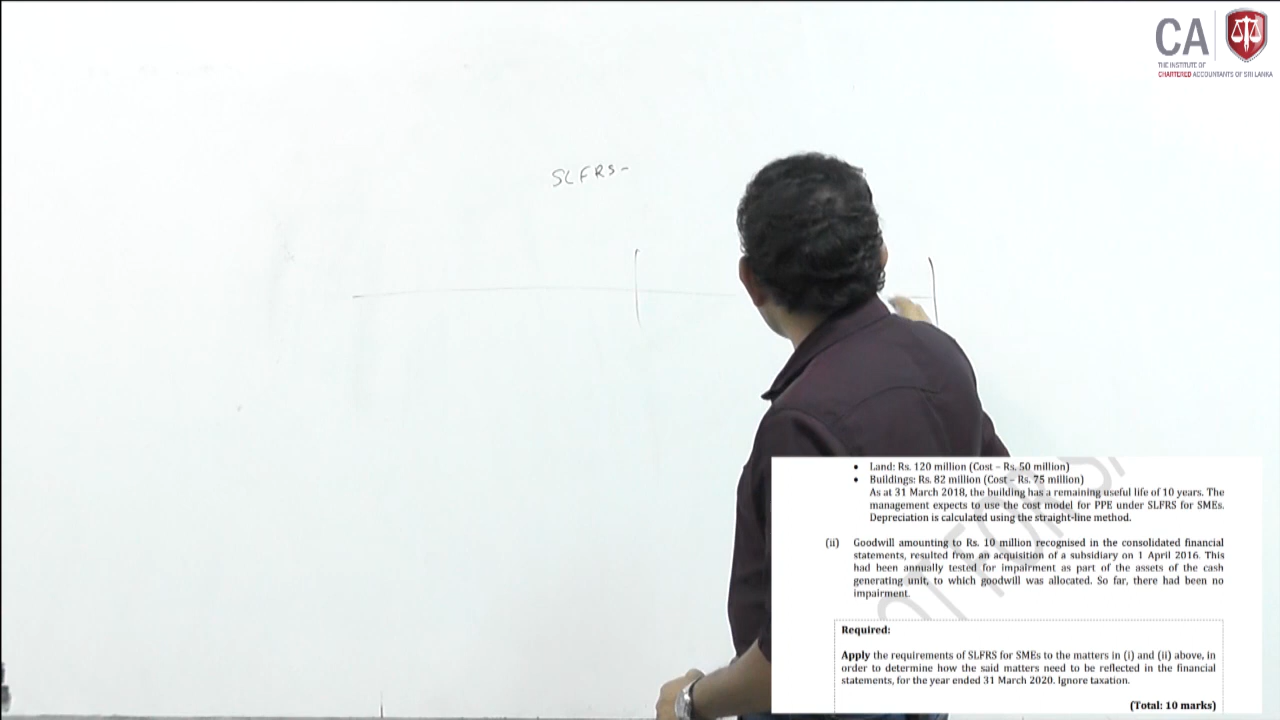 CA
THE INSTITUTE OF
CHARTERED ACCOUNTANTS OF SRI LANKA
SLFRS-
• Land: Rs. 120 million (Cost – Rs. 50 million)
• Buildings: Rs. 82 million (Cost – Rs. 75 million)
As at 31 March 2018, the building has a remaining useful life of 10 years. The
management expects to use the cost model for PPE under SLFRS for SMEs.
Depreciation is calculated using the straight-line method.
(ii) Goodwill amounting to Rs. 10 million recognised in the consolidated financial
statements, resulted from an acquisition of a subsidiary on 1 April 2016. This
had been annually tested for impairment as part of the assets of the cash
generating unit, to which goodwill was allocated. So far, there had been no
impairment.
Required:
Apply the requirements of SLFRS for SMEs to the matters in (i) and (ii) above, in
order to determine how the said matters need to be reflected in the financial
statements, for the year ended 31 March 2020. Ignore taxation.
(Total: 10 marks)